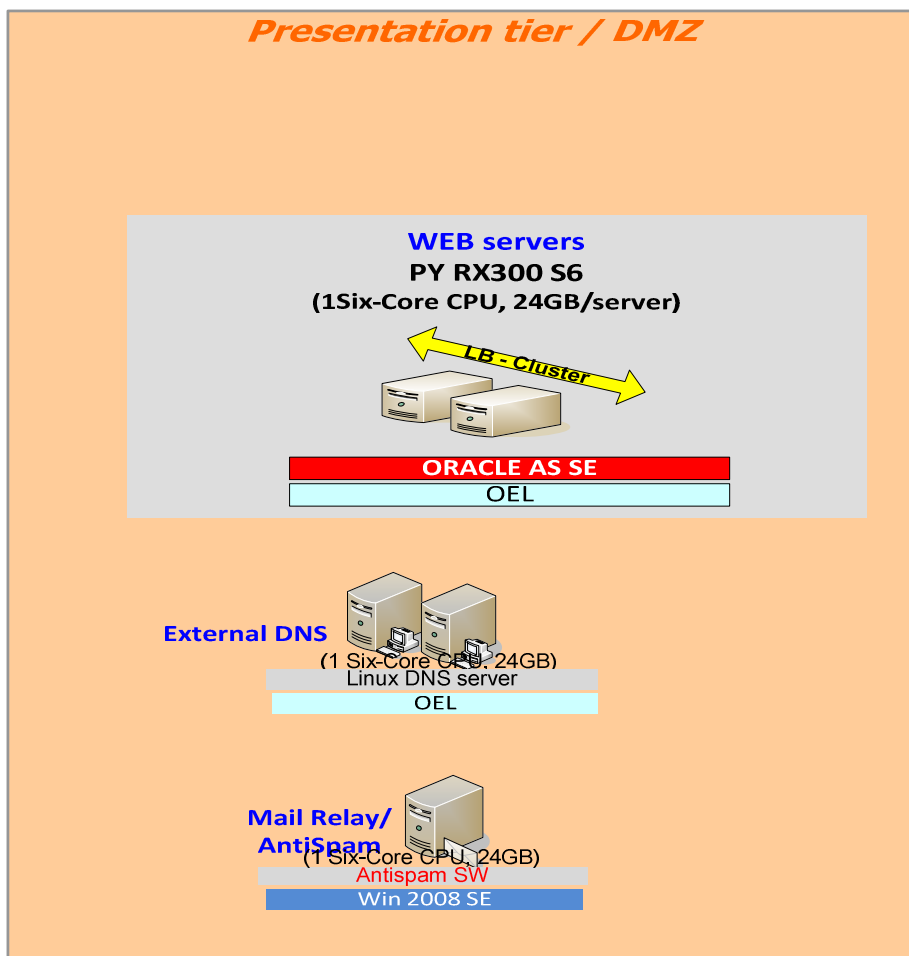 Presentation tier / DMZ
WEB servers
PY RX300 S6
(1Six-Core CPU, 24GB/server)
LB - Cluster
ORACLE AS SE
OEL
External DNS
(1 Six-Core CPU, 24GB)
Linux DNS server
OEL
Mail Relay/
AntiSpam
(1 Six-Core CPU, 24GB)
Antispam SW
Win 2008 SE